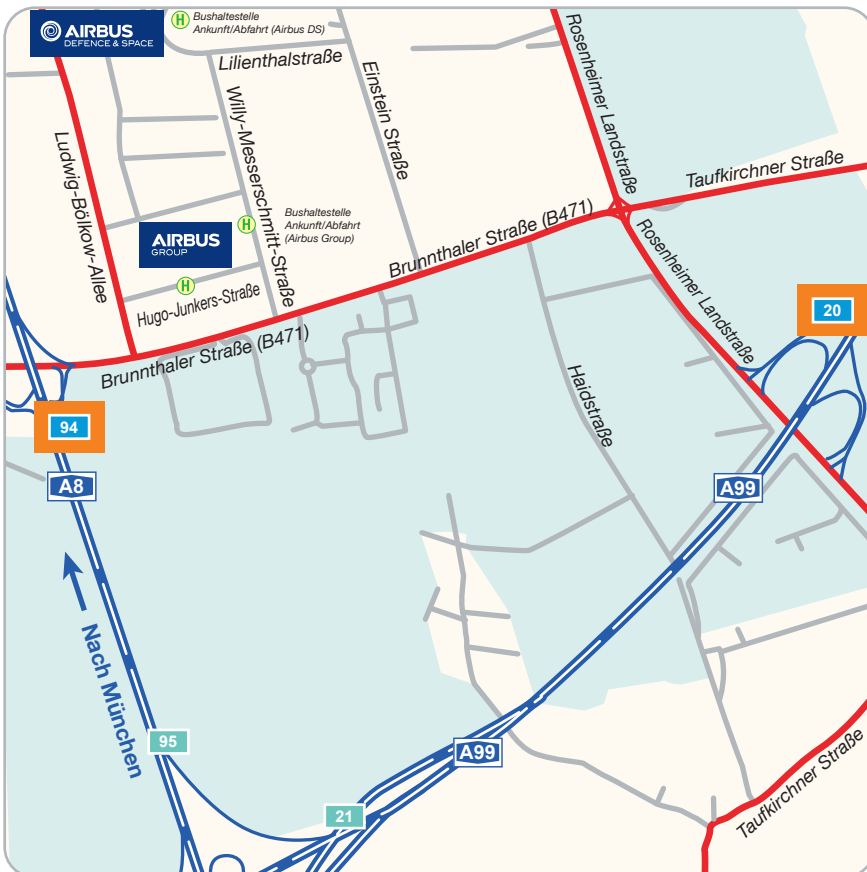 AIRBUS
DEFENCE & SPACE
H
Bushaltestelle
Ankunft/Abfahrt (Airbus DS)
Lilienthalstraße
Einstein Straße
Rosenheimer Landstraße
Willy-Messerschmitt-Straße
Ludwig-Bölkow-Allee
Taufkirchner Straße
H
Bushaltestelle
Ankunft/Abfahrt
(Airbus Group)
AIRBUS
GROUP
Brunnthaler Straße (B471)
Rosenheimer Landstraße
H
Hugo-Junkers-Straße
20
Brunnthaler Straße (B471)
Haidstraße
94
A8
A99
Nach München
95
A99
Taufkirchner Straße
21